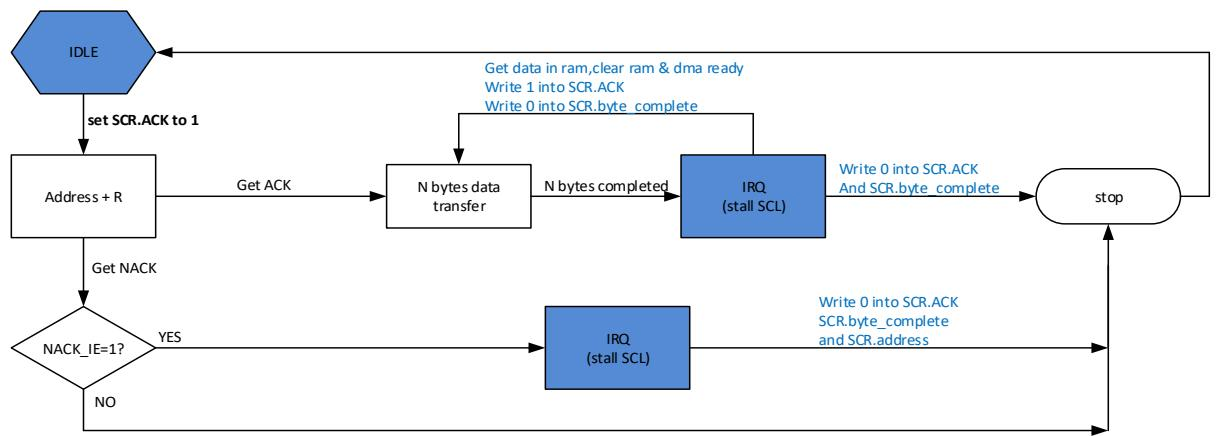 IDLE
Get data in ram,clear ram & dma ready
Write 1 into SCR.ACK
Write 0 into SCR.byte_complete
set SCR.ACK to 1
Address + R
Get ACK
N bytes data
transfer
N bytes completed
IRQ
(stall SCL)
Write 0 into SCR.ACK
And SCR.byte_complete
stop
Get NACK
NACK_IE=1?
YES
IRQ
(stall SCL)
Write 0 into SCR.ACK
SCR.byte_complete
and SCR.address
NO